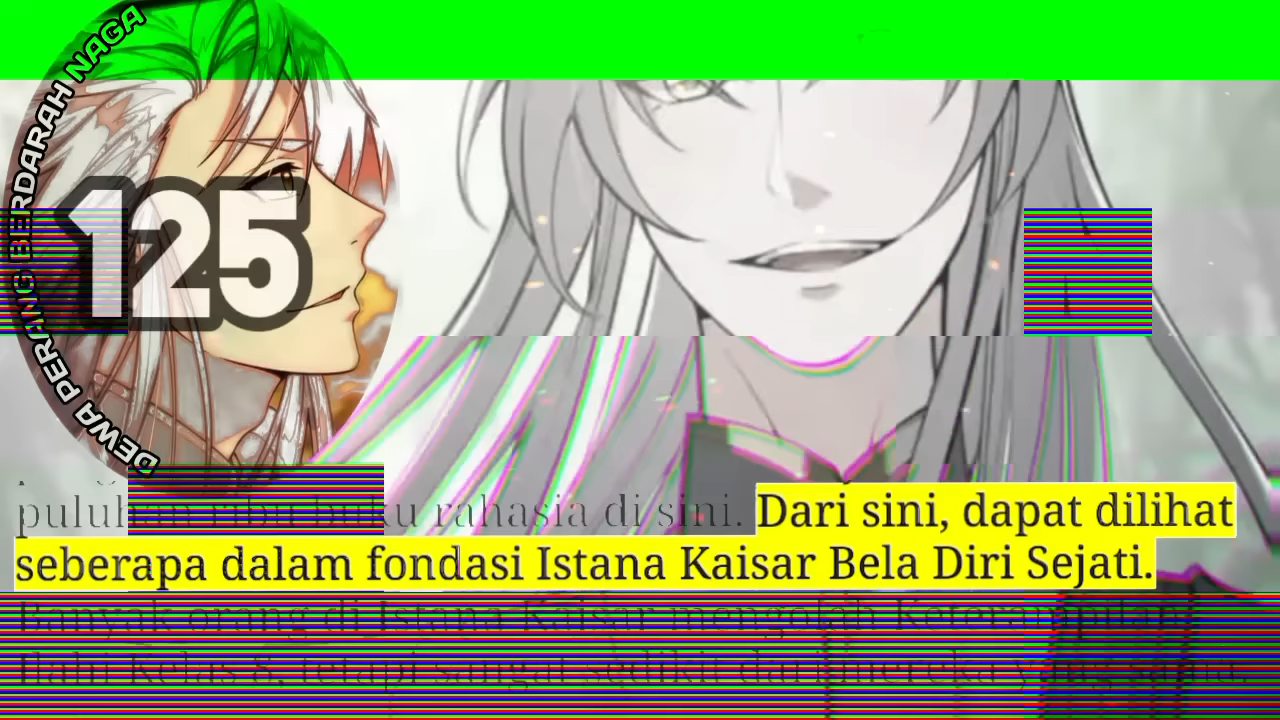 DEWA PERANG BERDARAH NAGA
125
puluhan ribu buku rahasia di sini. Dari sini, dapat dilihat
seberapa dalam fondasi Istana Kaisar Bela Diri Sejati.
Banyak orang di Istana Kaisar mengolah Keterampilan
Ilahi Kelas 8, tetapi sangat sedikit dari mereka yang